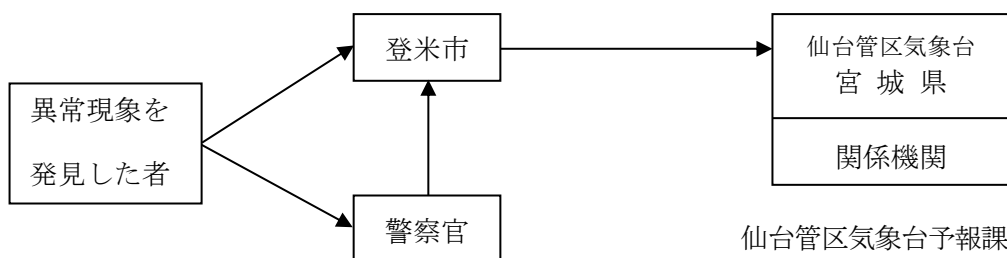 異常現象を
発見した者
登米市
警察官
仙台管区気象台
宮 城 県
関係機関
仙台管区気象台予報課